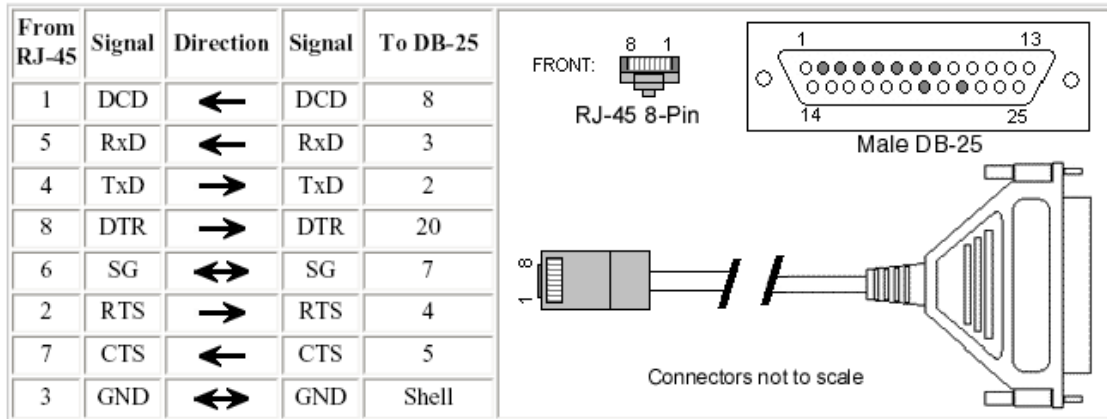 From RJ-45 Signal Direction Signal To DB-25
1 DCD ← DCD 8
5 RxD ← RxD 3
4 TxD → TxD 2
8 DTR → DTR 20
6 SG ↔ SG 7
2 RTS → RTS 4
7 CTS ← CTS 5
3 GND ↔ GND Shell
FRONT:
8 1
RJ-45 8-Pin
1 13
14 25
Male DB-25
1 8
Connectors not to scale